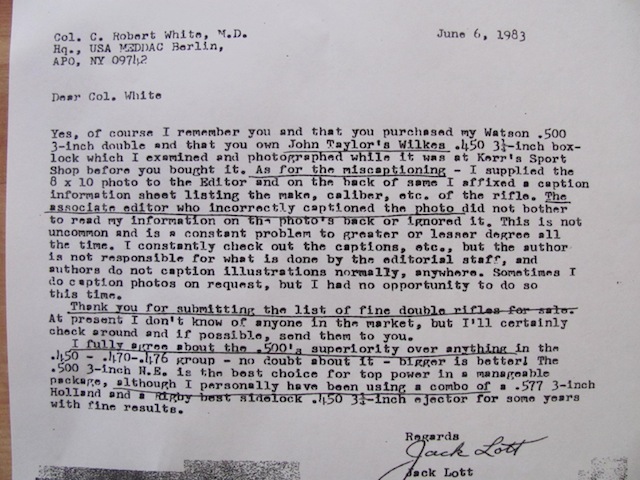 Col. C. Robert White, M.D.
June 6, 1983
Hq., USA MEDDAC Berlin,
APO, NY 09742
Dear Col. White
Yes, of course I remember you and that you purchased my Watson .500
3-inch double and that you own John Taylor's Wilkes .450 3¼-inch box-
lock which I examined and photographed while it was at Kerr's Sport
Shop before you bought it. As for the miscaptioning - I supplied the
8 x 10 photo to the Editor and on the back of same I affixed a caption
information sheet listing the make, caliber, etc. of the rifle. The
associate editor who incorrectly captioned the photo did not bother
to read my information on the photo's back or ignored it. This is not
uncommon and is a constant problem to greater or lesser degree all
the time. I constantly check out the captions, etc., but the author
is not responsible for what is done by the editorial staff, and
authors do not caption illustrations normally, anywhere. Sometimes I
do caption photos on request, but I had no opportunity to do so
this time.
Thank you for submitting the list of fine double rifles for sale.
At present I don't know of anyone in the market, but I'll certainly
check around and if possible, send them to you.
I fully agree about the .500's superiority over anything in the
.450 - .470-.476 group - no doubt about it - bigger is better! The
.500 3-inch N.E. is the best choice for top power in a manageable
package, although I personally have been using a combo of a .577 3-inch
Holland and a Rigby best sidelock .450 3¼-inch ejector for some years
with fine results.
Regards
Jack Lott
Jack Lott